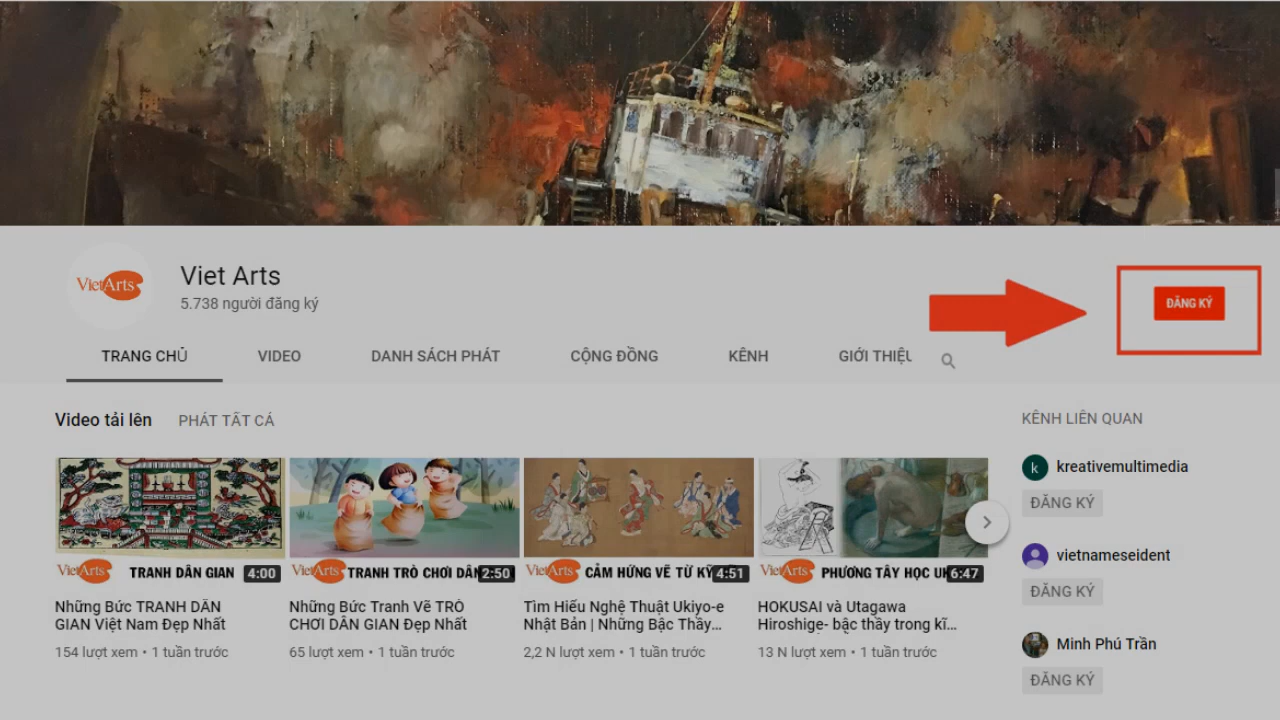 VietArts
Viet Arts
5.738 người đăng ký
ĐĂNG KÝ
TRANG CHỦ VIDEO DANH SÁCH PHÁT CỘNG ĐỒNG KÊNH GIỚI THIỆU
Video tải lên PHÁT TẤT CẢ
KÊNH LIÊN QUAN
VietArts TRANH DÂN GIAN 4:00
Những Bức TRANH DÂN
GIAN Việt Nam Đẹp Nhất
154 lượt xem • 1 tuần trước
VietArts TRANH TRÒ CHƠI DÂN 2:50
Những Bức Tranh Vẽ TRÒ
CHƠI DÂN GIAN Đẹp Nhất
65 lượt xem • 1 tuần trước
VietArts CẢM HỨNG VẼ TỪ KỸ 4:51
Tìm Hiểu Nghệ Thuật Ukiyo-e
Nhật Bản | Những Bậc Thầy...
2,2 N lượt xem • 1 tuần trước
VietArts PHƯƠNG TÂY HỌC UK 6:47
HOKUSAI và Utagawa
Hiroshige- bậc thầy trong kĩ...
13 N lượt xem • 1 tuần trước
k kreativemultimedia
ĐĂNG KÝ
vietnameseident
ĐĂNG KÝ
Minh Phú Trần
ĐĂNG KÝ